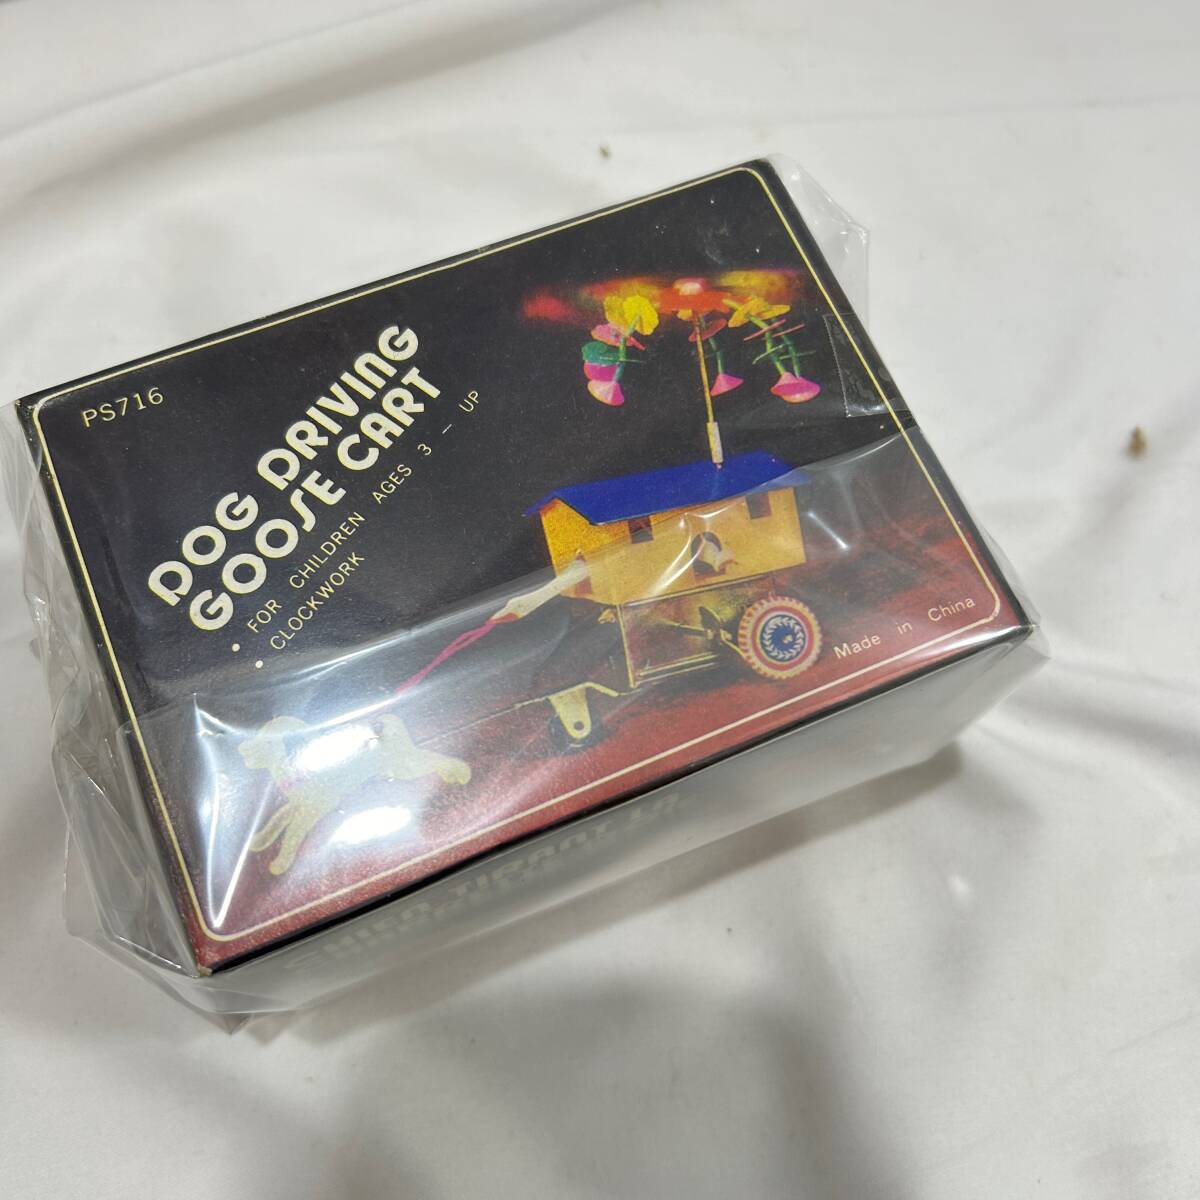 PS716
DOG DRIVING
GOOSE CART
• FOR CHILDREN AGES 3 – UP
• CLOCKWORK
Made in China